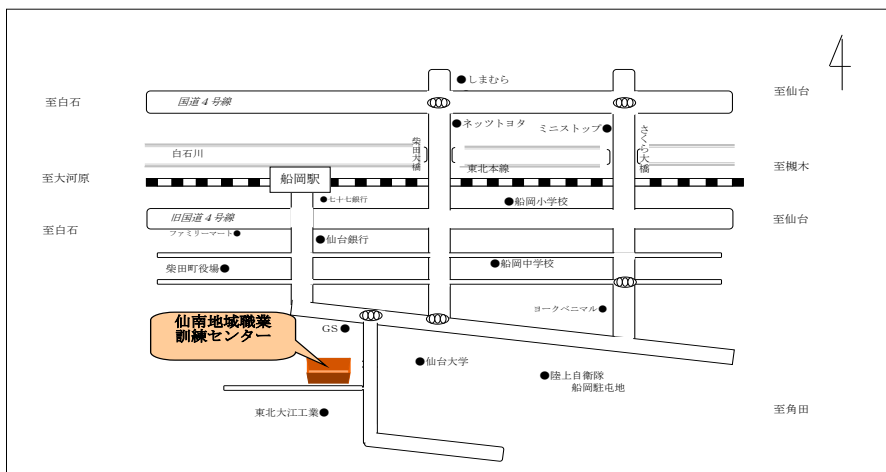 しまむら
至白石
国道４号線
至仙台
ネッツトヨタ
ミニストップ
柴田大橋
さくら大橋
白石川
東北本線
至槻木
至大河原
船岡駅
七十七銀行
船岡小学校
旧国道４号線
至仙台
至白石
ファミリーマート
仙台銀行
柴田町役場
船岡中学校
ヨークベニマル
仙南地域職業
訓練センター
GS
仙台大学
陸上自衛隊
船岡駐屯地
東北大江工業
至角田
4